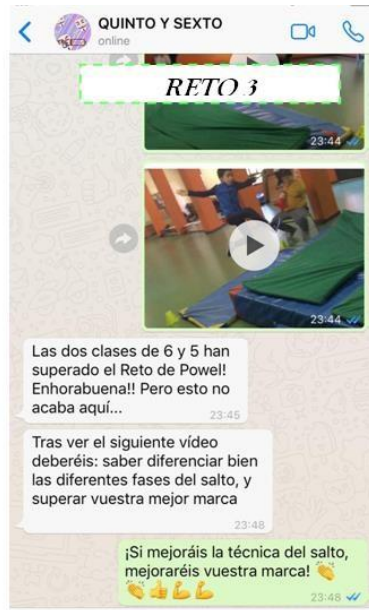 QUINTO Y SEXTO
online
RETO 3
23:44
23:44
Las dos clases de 6 y 5 han
superado el Reto de Powel!
Enhorabuena!! Pero esto no
acaba aquí...
23:45
Tras ver el siguiente vídeo
deberéis: saber diferenciar bien
las diferentes fases del salto, y
superar vuestra mejor marca
23:48
¡Si mejoráis la técnica del salto,
mejoraréis vuestra marca! 👏
👏👍💪💪
23:48